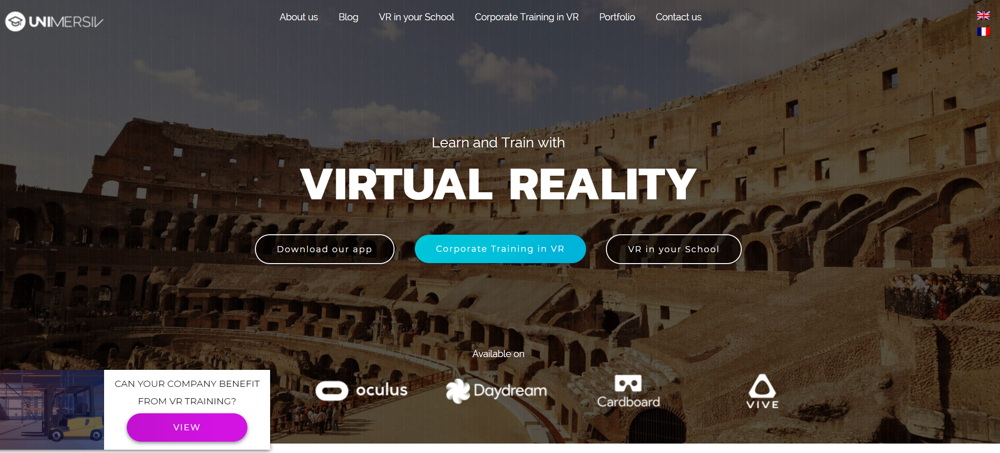 UNIMERSIV
About us
Blog
VR in your School
Corporate Training in VR
Portfolio
Contact us
Learn and Train with
VIRTUAL REALITY
Download our app
Corporate Training in VR
VR in your School
Available on
oculus
Daydream
Cardboard
VIVE
CAN YOUR COMPANY BENEFIT
FROM VR TRAINING?
VIEW